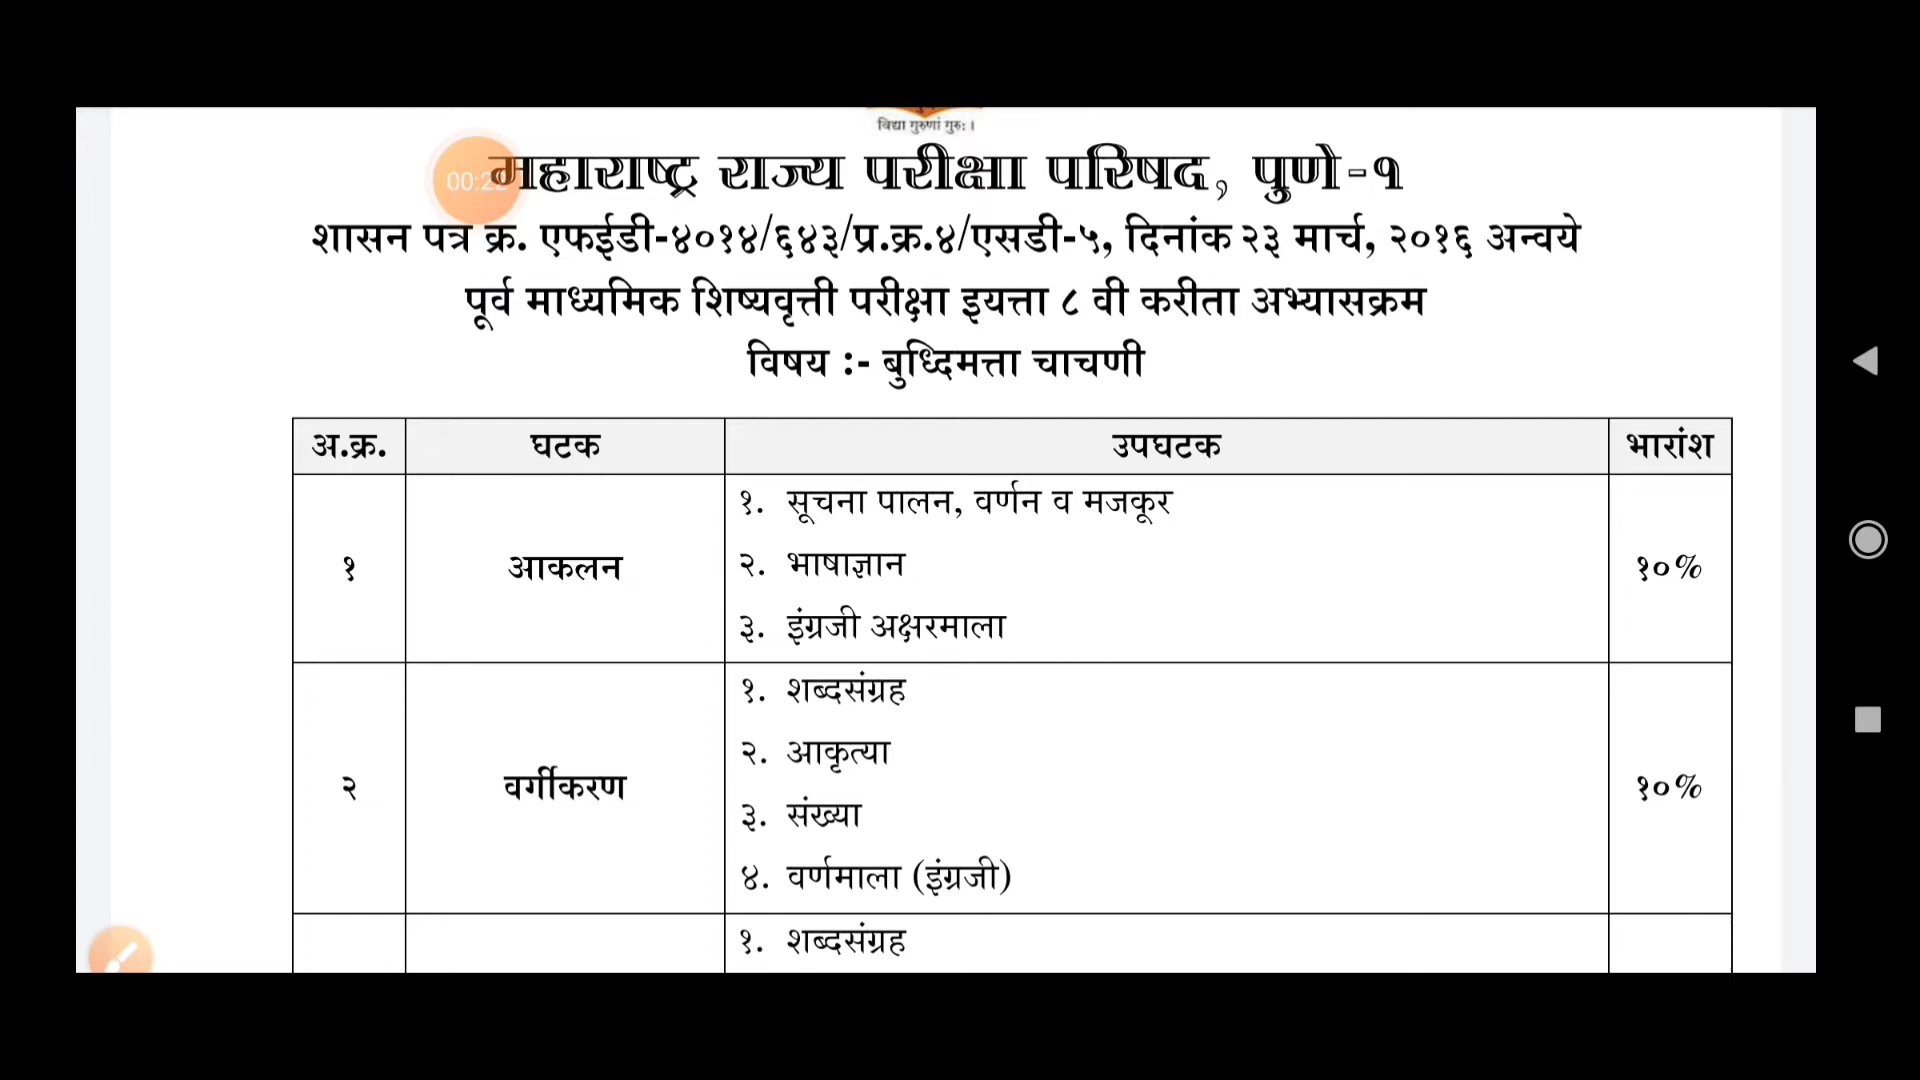 विद्या गुरुणां गुरुः ।
महाराष्ट्र राज्य परीक्षा परिषद, पुणे-१
शासन पत्र क्र. एफईडी-४०१४/६४३/प्र.क्र.४/एसडी-५, दिनांक २३ मार्च, २०१६ अन्वये
पूर्व माध्यमिक शिष्यवृत्ती परीक्षा इयत्ता ८ वी करीता अभ्यासक्रम
विषय :- बुध्दिमत्ता चाचणी
अ.क्र. घटक उपघटक भारांश
१. सूचना पालन, वर्णन व मजकूर
१ आकलन २. भाषाज्ञान १०%
३. इंग्रजी अक्षरमाला
१. शब्दसंग्रह
२. आकृत्या
२ वर्गीकरण १०%
३. संख्या
४. वर्णमाला (इंग्रजी)
१. शब्दसंग्रह